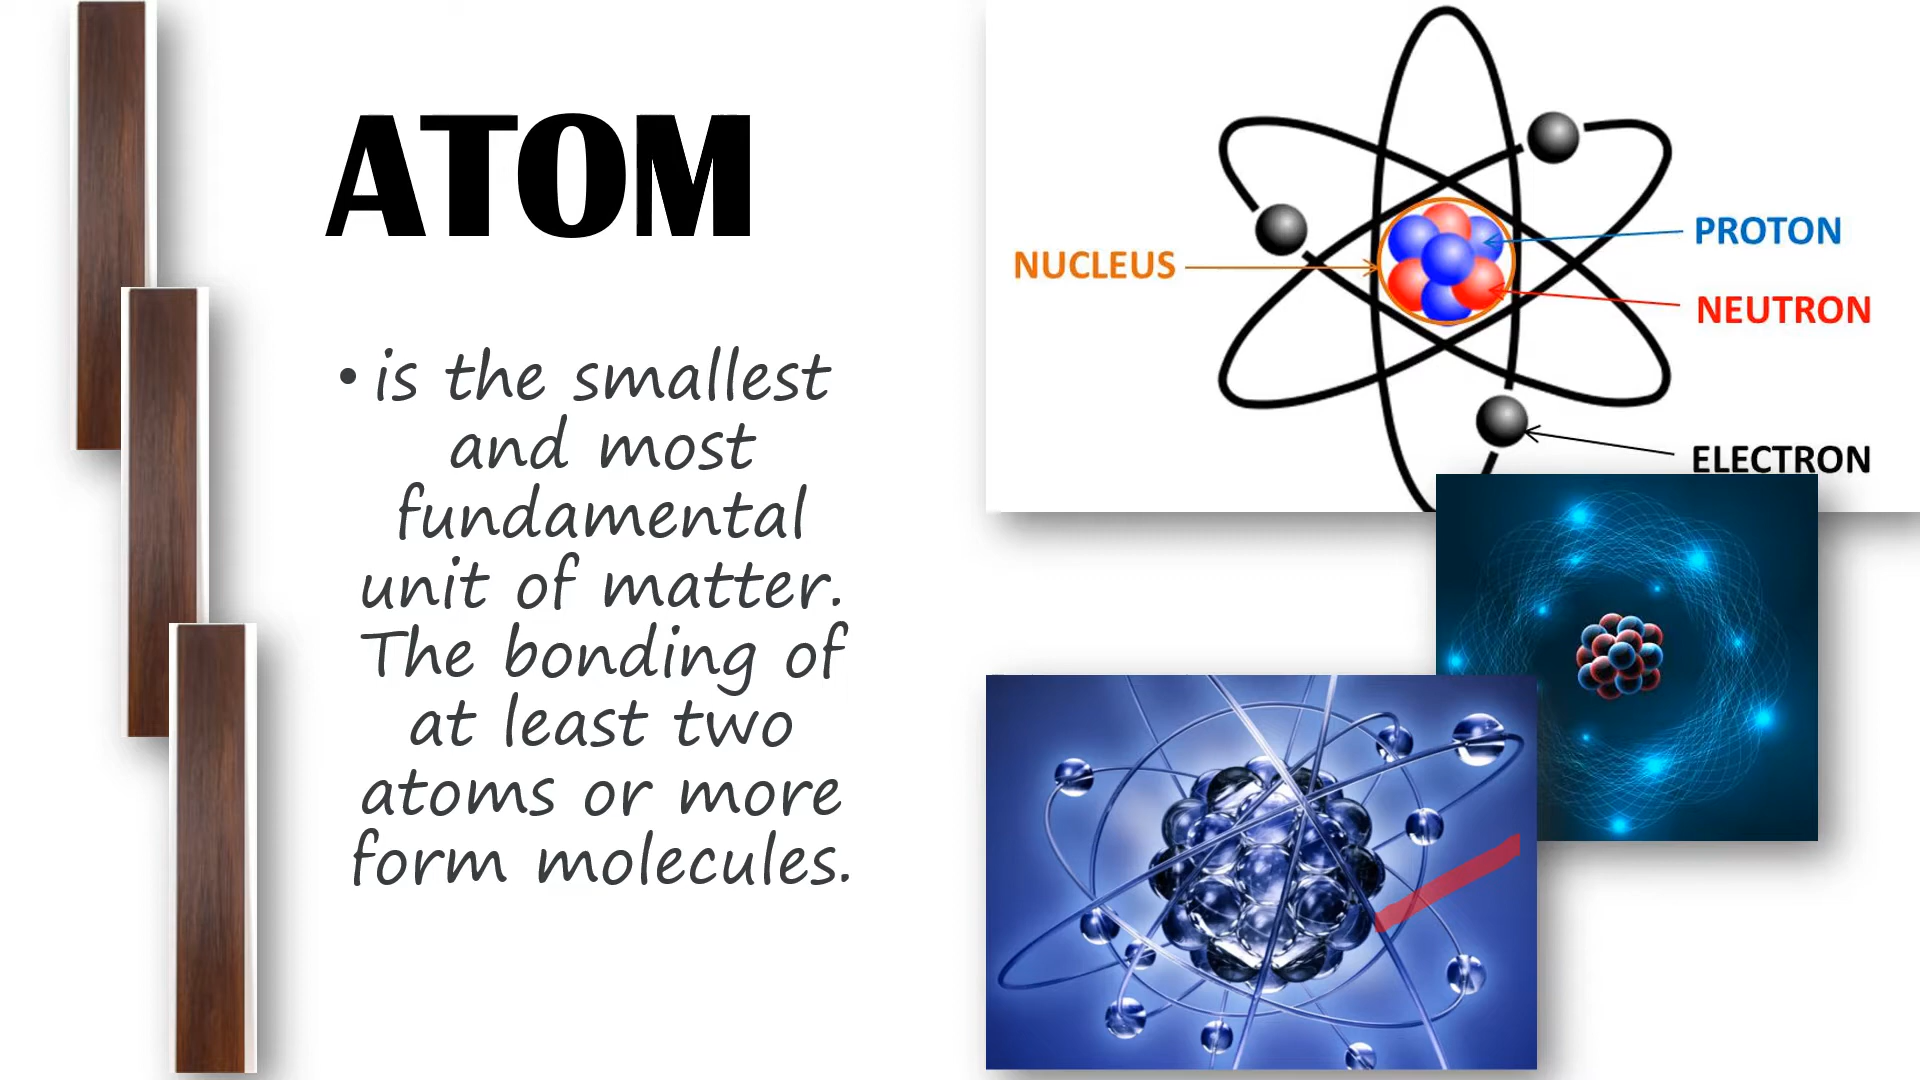 ATOM
• is the smallest
and most
fundamental
unit of matter.
The bonding of
at least two
atoms or more
form molecules.
NUCLEUS
PROTON
NEUTRON
ELECTRON